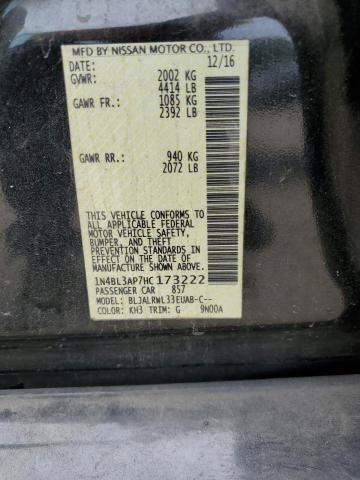 MFD BY NISSAN MOTOR CO., LTD.
DATE: 12/16
GVWR: 2002 KG
4414 LB
GAWR FR.: 1085 KG
2392 LB
GAWR RR.: 940 KG
2072 LB
THIS VEHICLE CONFORMS TO
ALL APPLICABLE FEDERAL
MOTOR VEHICLE SAFETY,
BUMPER, AND THEFT PREVENTION
STANDARDS IN EFFECT ON THE
DATE OF MANUFACTURE
SHOWN ABOVE.
1N4BL3AP7HC173222
PASSENGER CAR 857
MODEL: BLJALRWL33EUAB-C--
COLOR: KH3 TRIM: G 9N00A